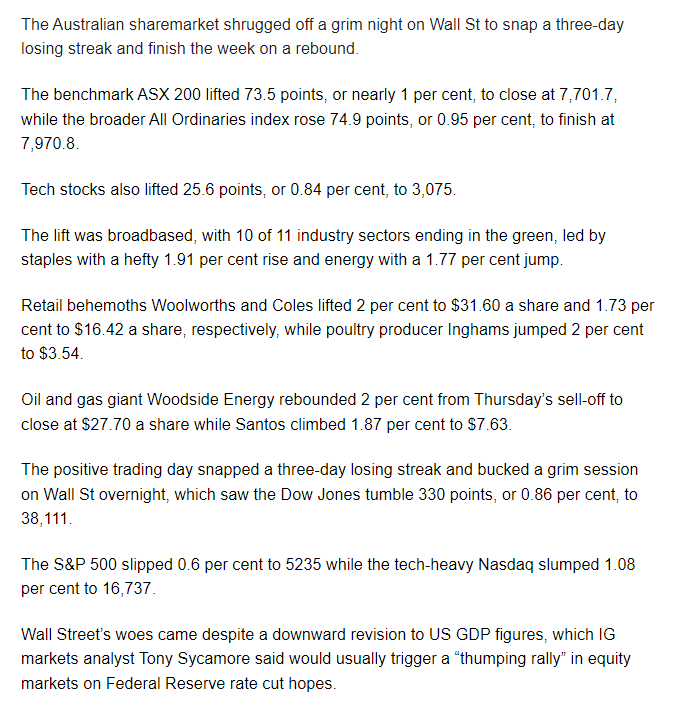 The Australian sharemarket shrugged off a grim night on Wall St to snap a three-day
losing streak and finish the week on a rebound.
The benchmark ASX 200 lifted 73.5 points, or nearly 1 per cent, to close at 7,701.7,
while the broader All Ordinaries index rose 74.9 points, or 0.95 per cent, to finish at
7,970.8.
Tech stocks also lifted 25.6 points, or 0.84 per cent, to 3,075.
The lift was broadbased, with 10 of 11 industry sectors ending in the green, led by
staples with a hefty 1.91 per cent rise and energy with a 1.77 per cent jump.
Retail behemoths Woolworths and Coles lifted 2 per cent to $31.60 a share and 1.73 per
cent to $16.42 a share, respectively, while poultry producer Inghams jumped 2 per cent
to $3.54.
Oil and gas giant Woodside Energy rebounded 2 per cent from Thursday’s sell-off to
close at $27.70 a share while Santos climbed 1.87 per cent to $7.63.
The positive trading day snapped a three-day losing streak and bucked a grim session
on Wall St overnight, which saw the Dow Jones tumble 330 points, or 0.86 per cent, to
38,111.
The S&P 500 slipped 0.6 per cent to 5235 while the tech-heavy Nasdaq slumped 1.08
per cent to 16,737.
Wall Street’s woes came despite a downward revision to US GDP figures, which IG
markets analyst Tony Sycamore said would usually trigger a “thumping rally” in equity
markets on Federal Reserve rate cut hopes.